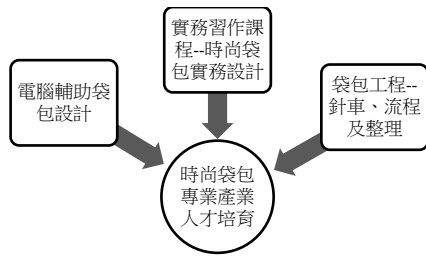 實務習作課
程--時尚袋
包實務設計
電腦輔助袋
包設計
袋包工程--
針車、流程
及整理
時尚袋包
專業產業
人才培育